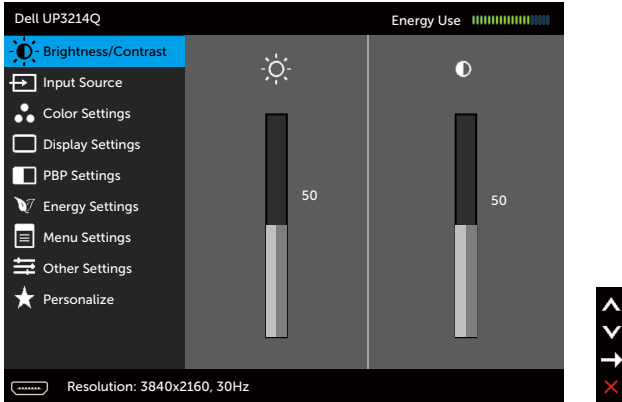 Dell UP3214Q
Energy Use
Brightness/Contrast
Input Source
Color Settings
Display Settings
PBP Settings
Energy Settings
Menu Settings
Other Settings
Personalize
50
50
Resolution: 3840x2160, 30Hz